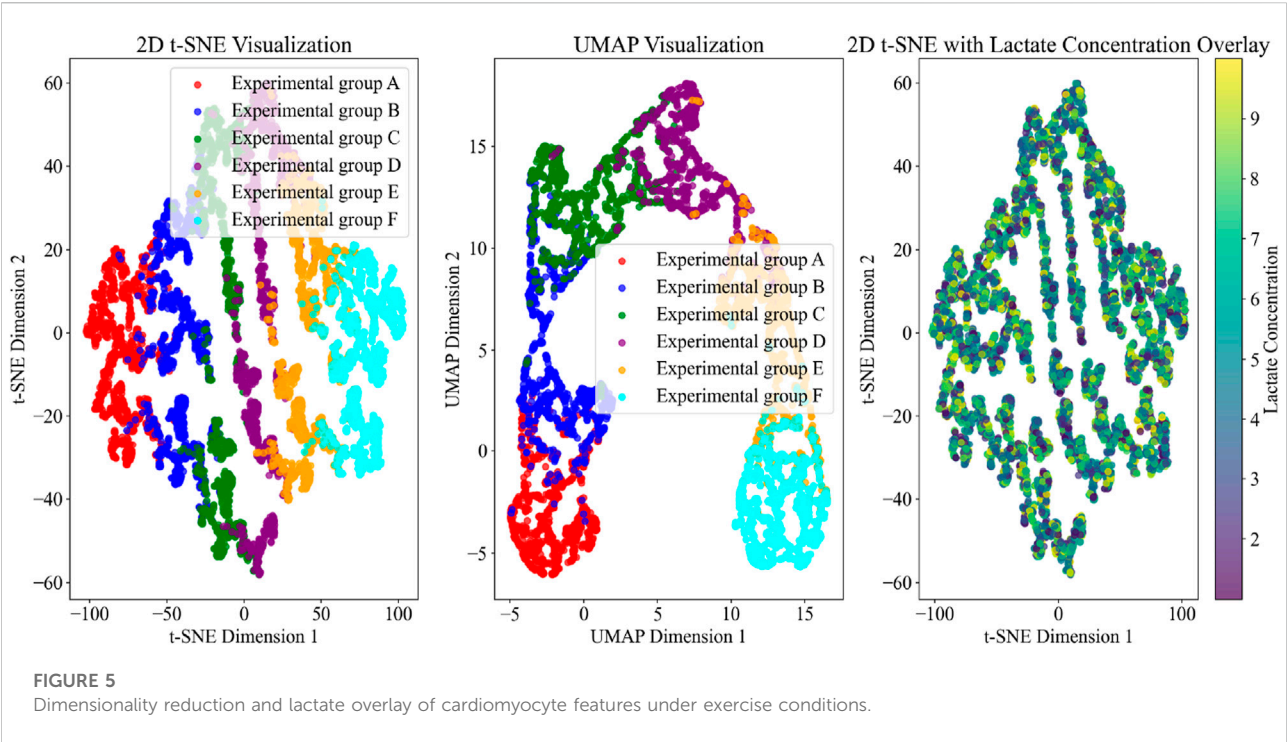 2D t-SNE Visualization
60
40
20
0
−20
−40
−60
t-SNE Dimension 2
−100
−50
0
50
100
t-SNE Dimension 1
Experimental group A
Experimental group B
Experimental group C
Experimental group D
Experimental group E
Experimental group F
UMAP Visualization
15
10
5
0
−5
UMAP Dimension 2
−5
0
5
10
15
UMAP Dimension 1
Experimental group A
Experimental group B
Experimental group C
Experimental group D
Experimental group E
Experimental group F
2D t-SNE with Lactate Concentration Overlay
60
40
20
0
−20
−40
−60
t-SNE Dimension 2
−100
0
100
t-SNE Dimension 1
9
8
7
6
5
4
3
2
Lactate Concentration
FIGURE 5
Dimensionality reduction and lactate overlay of cardiomyocyte features under exercise conditions.